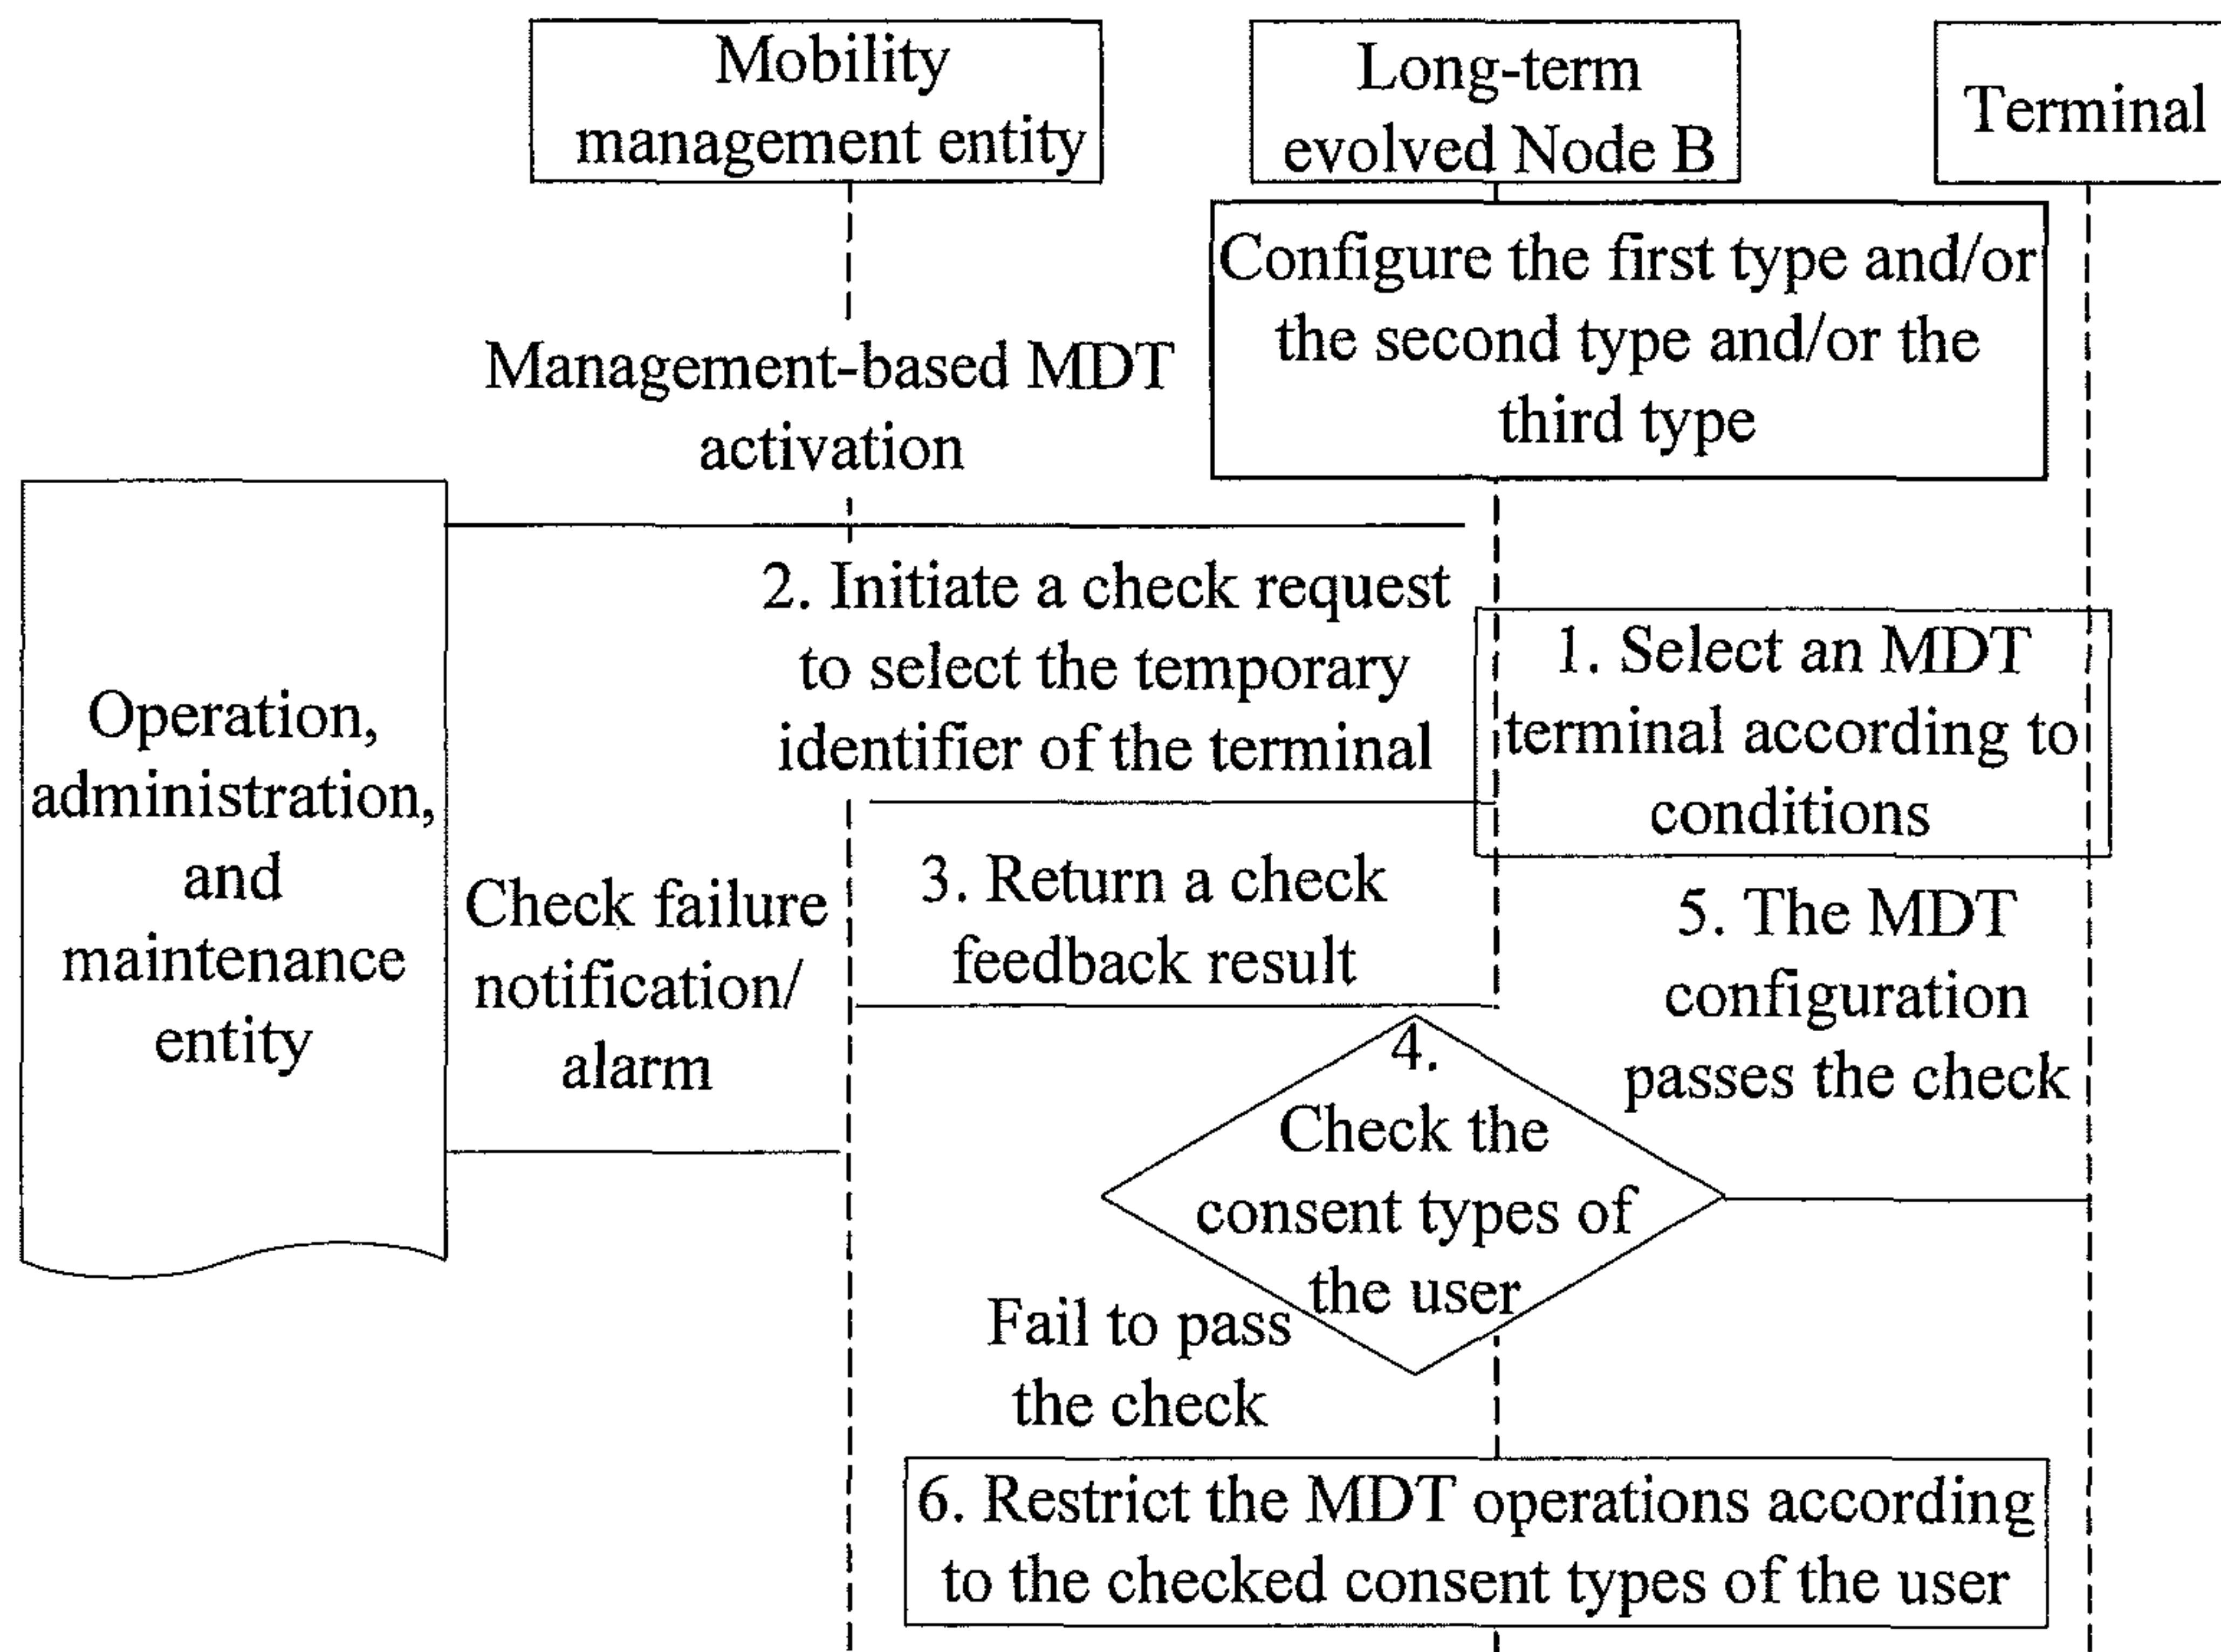 Mobility
management entity
Long-term
evolved Node B
Terminal
Configure the first type and/or
the second type and/or the
third type
Management-based MDT
activation
Operation,
administration,
and
maintenance
entity
2. Initiate a check request
to select the temporary
identifier of the terminal
1. Select an MDT
terminal according to
conditions
3. Return a check
feedback result
Check failure
notification/
alarm
5. The MDT
configuration
passes the check
4.
Check the
consent types of
the user
Fail to pass
the check
6. Restrict the MDT operations according
to the checked consent types of the user